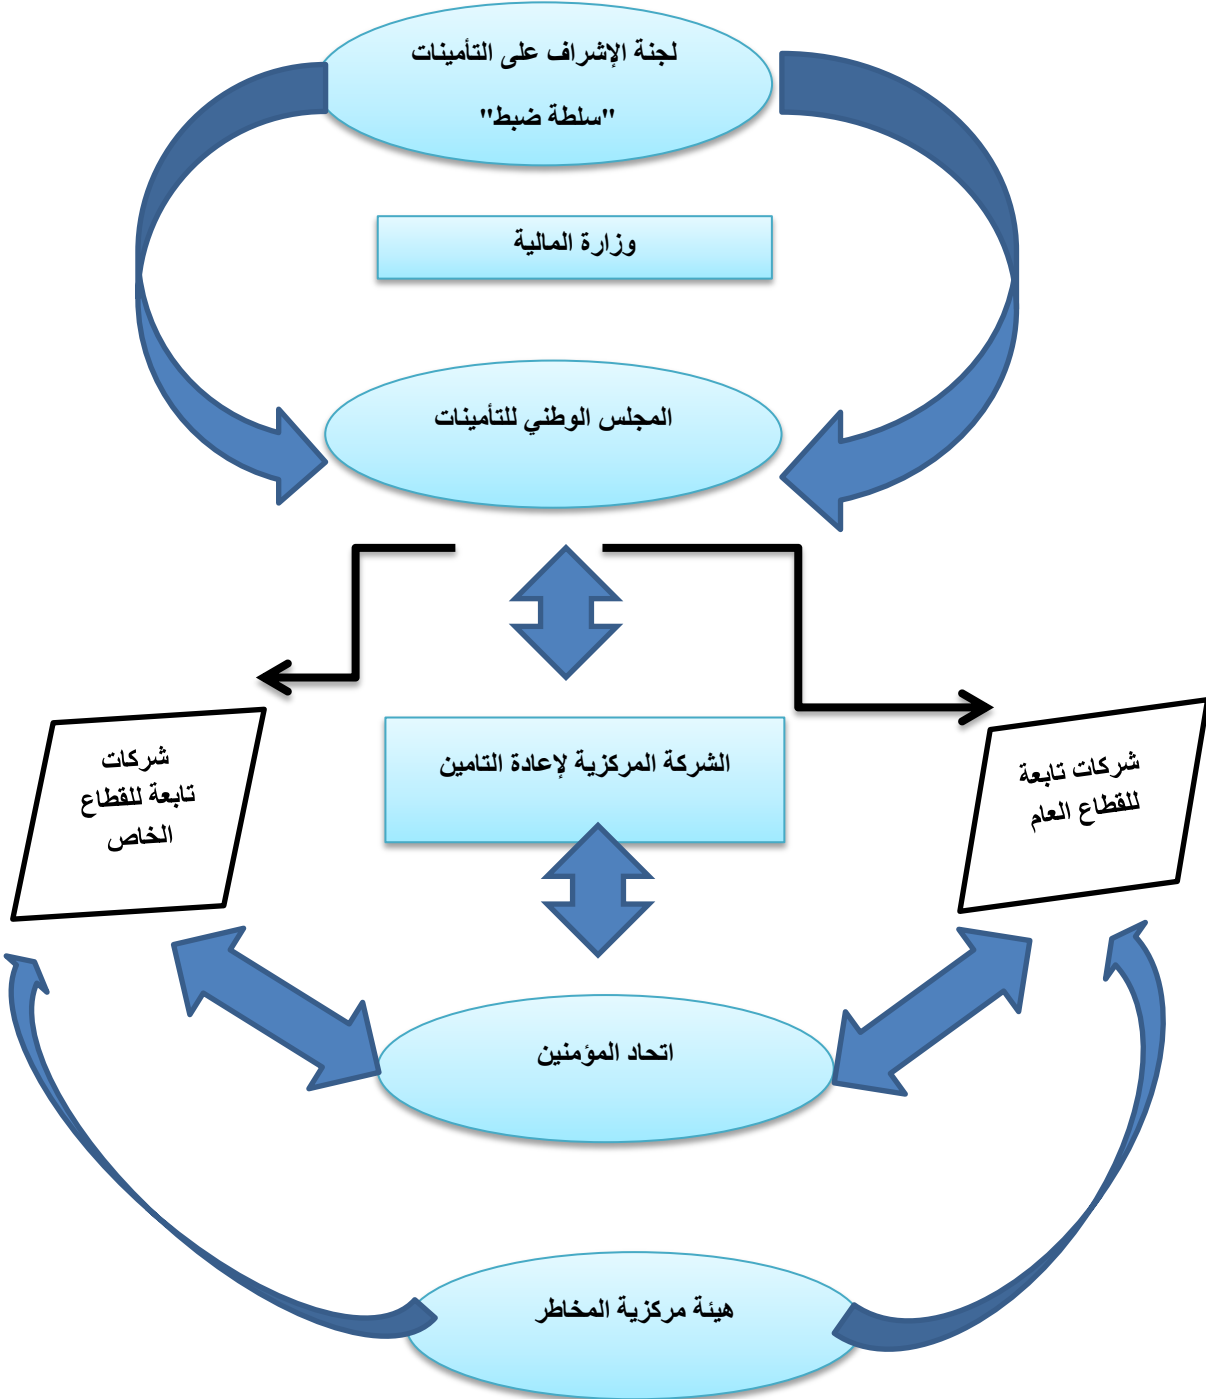 لجنة الإشراف على التأمينات
"سلطة ضبط"
وزارة المالية
المجلس الوطني للتأمينات
الشركة المركزية لإعادة التامين
شركات تابعة
للقطاع العام
شركات
تابعة للقطاع
الخاص
اتحاد المؤمنين
هيئة مركزية المخاطر